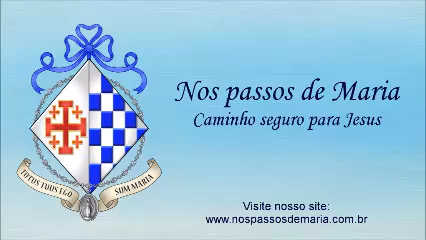 Nos passos de Maria
Caminho seguro para Jesus
TOTUS TUUS EGO SUM MARIA
Visite nosso site:
www.nospassosdemaria.com.br